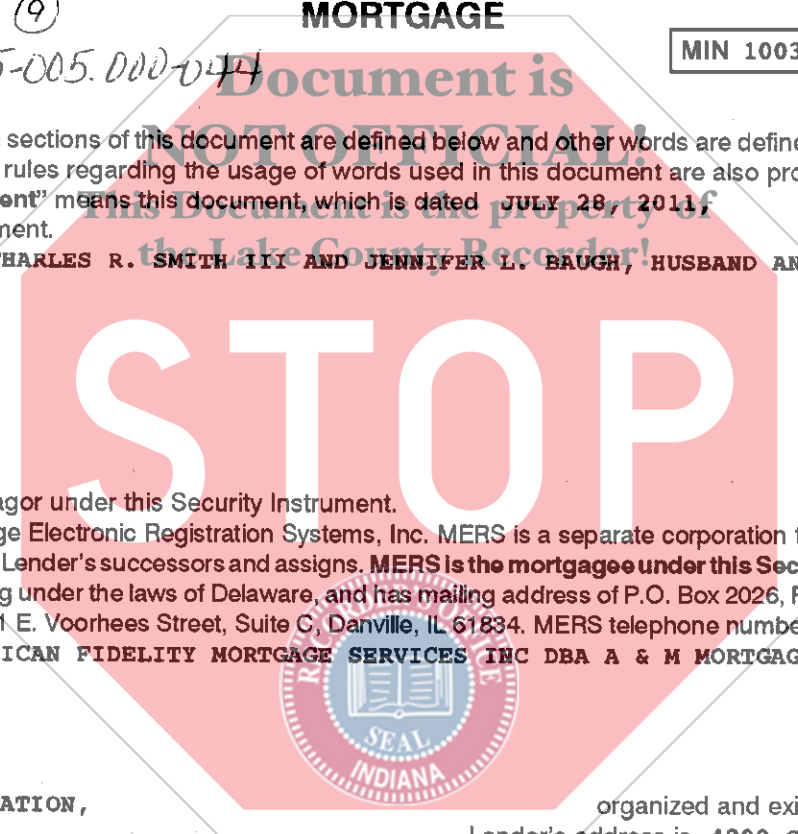 9
MORTGAGE
5-005.000-044
MIN 1003
Document is
sections of this document are defined below and other words are define
NOT OFFICIAL!
rules regarding the usage of words used in this document are also pro
ent" means this document, which is dated JULY 28, 2011,
This Document is the property of
ment.
the Lake County Recorder!
HARLES R. SMITH III AND JENNIFER L. BAUGH, HUSBAND AN
STOP
agor under this Security Instrument.
ge Electronic Registration Systems, Inc. MERS is a separate corporation
Lender's successors and assigns. MERS is the mortgagee under this Sec
g under the laws of Delaware, and has mailing address of P.O. Box 2026, F
1 E. Voorhees Street, Suite C, Danville, IL 61834. MERS telephone numbe
ICAN FIDELITY MORTGAGE SERVICES INC DBA A & M MORTGAG
RECORDER'S OFFICE
SEAL
INDIANA
ATION,
organized and exi
Lender's address is